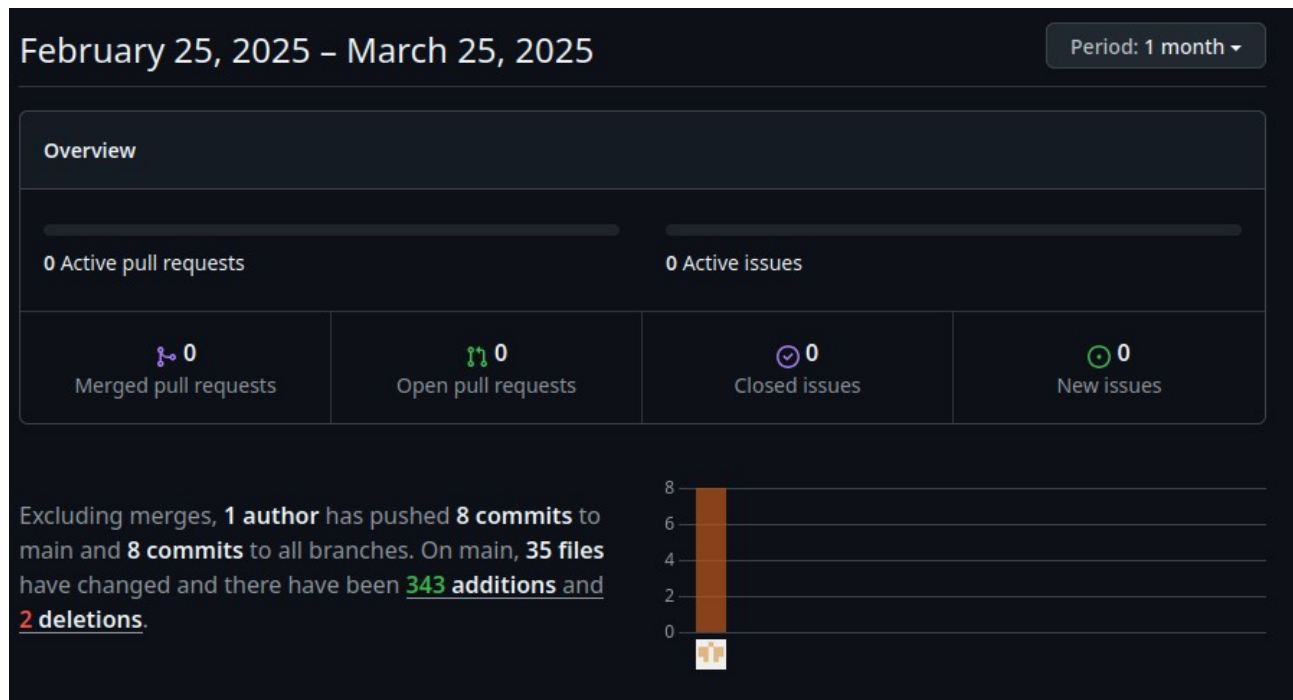 February 25, 2025 – March 25, 2025
Period: 1 month
Overview
0 Active pull requests
0 Active issues
0
Merged pull requests
0
Open pull requests
0
Closed issues
0
New issues
Excluding merges, 1 author has pushed 8 commits to
main and 8 commits to all branches. On main, 35 files
have changed and there have been 343 additions and
2 deletions.
8
6
4
2
0